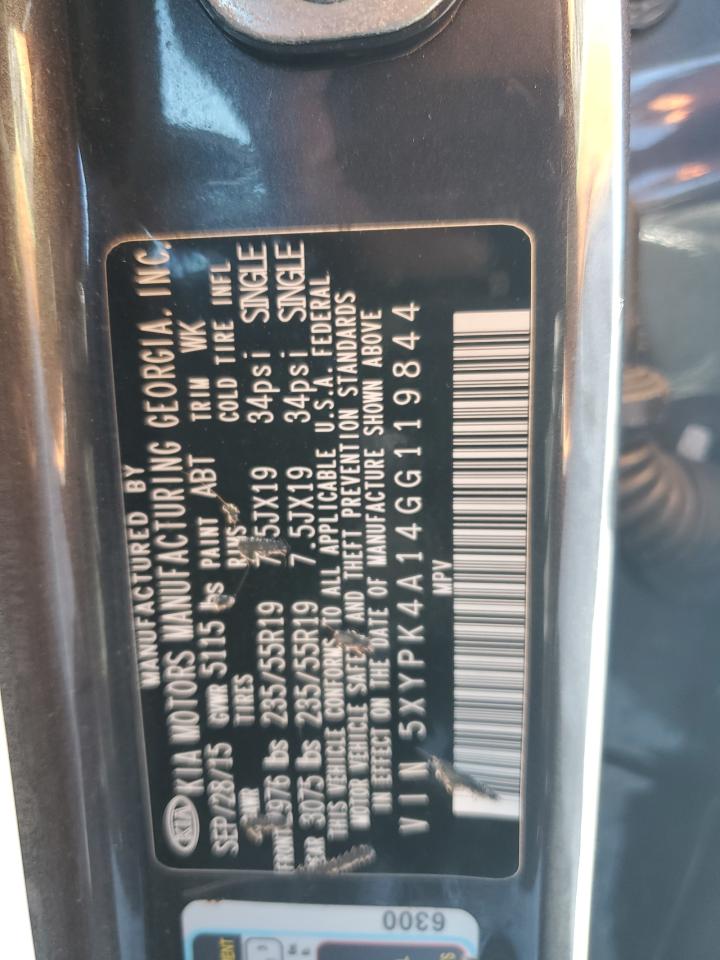 MANUFACTURED BY
KIA KIA MOTORS MANUFACTURING GEORGIA. INC.
SEP/28/15 GVWR 5115 lbs PAINT ABT TRIM WK
TIRES RIMS COLD TIRE INFL
FRONT 2976 lbs 235/55R19 7.5JX19 34psi SINGLE
REAR 3075 lbs 235/55R19 7.5JX19 34psi SINGLE
THIS VEHICLE CONFORMS TO ALL APPLICABLE U.S.A. FEDERAL
MOTOR VEHICLE SAFETY AND THEFT PREVENTION STANDARDS
IN EFFECT ON THE DATE OF MANUFACTURE SHOWN ABOVE
VIN 5XYPK4A14GG119844
MPV
6300